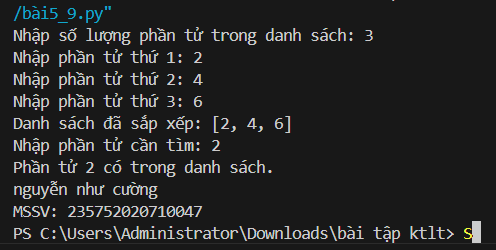 /bài5_9.py"
Nhập số lượng phần tử trong danh sách: 3
Nhập phần tử thứ 1: 2
Nhập phần tử thứ 2: 4
Nhập phần tử thứ 3: 6
Danh sách đã sắp xếp: [2, 4, 6]
Nhập phần tử cần tìm: 2
Phần tử 2 có trong danh sách.
nguyễn như cường
MSSV: 235752020710047
PS C:\Users\Administrator\Downloads\bài tập ktlt> S